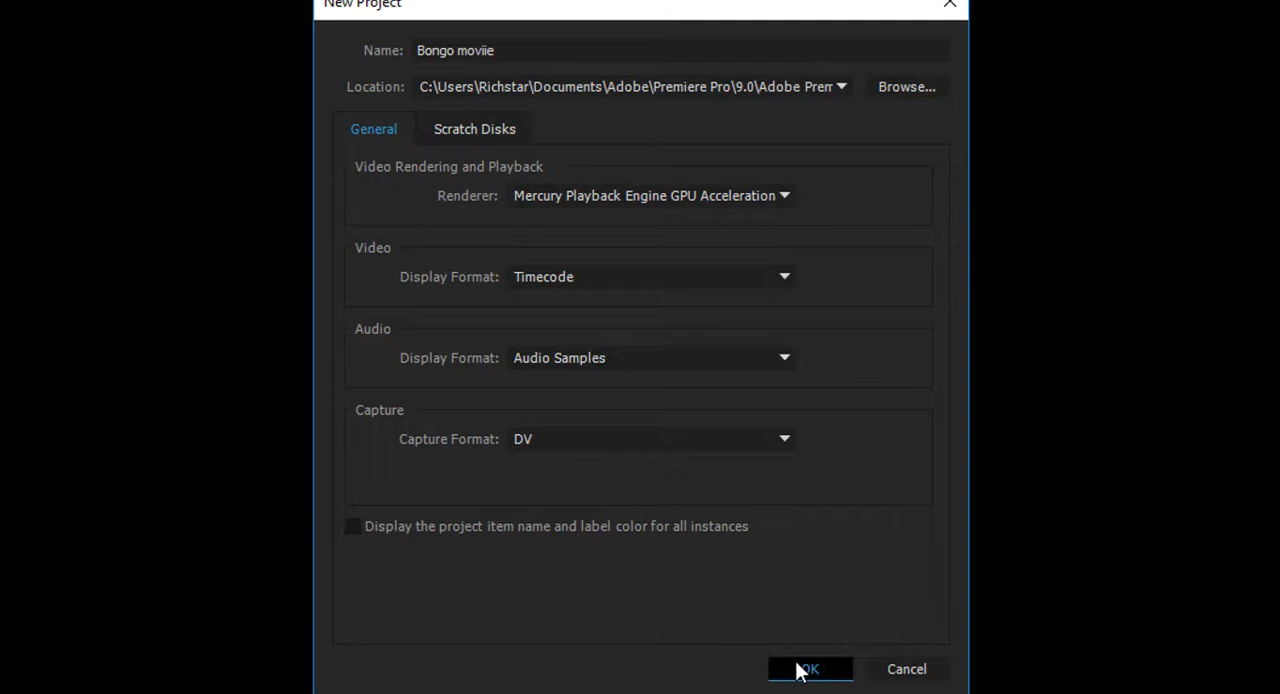 New Project
Name: Bongo moviie
Location: C:\Users\Richstar\Documents\Adobe\Premiere Pro\9.0\Adobe Prem Browse...
General Scratch Disks
Video Rendering and Playback
Renderer: Mercury Playback Engine GPU Acceleration
Video
Display Format: Timecode
Audio
Display Format: Audio Samples
Capture
Capture Format: DV
Display the project item name and label color for all instances
OK Cancel